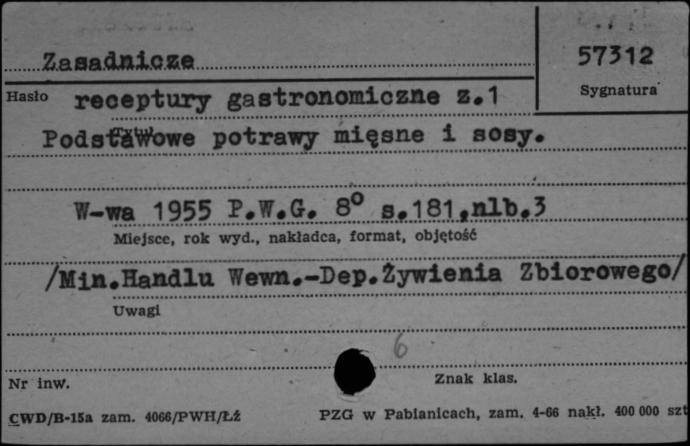 Zasadnicze
57312
Hasło receptury gastronomiczne z.1
Sygnatura
Podstawowe potrawy mięsne i sosy.
W-wa 1955 P.W.G. 8° s.181,nlb.3
Miejsce, rok wyd., nakładca, format, objętość
/Min.Handlu Wewn.-Dep.Żywienia Zbiorowego/
Uwagi
6
Nr inw.
Znak klas.
CWD/B-15a zam. 4066/PWH/Łź
PZG w Pabianicach, zam. 4-66 nakł. 400 000 szt